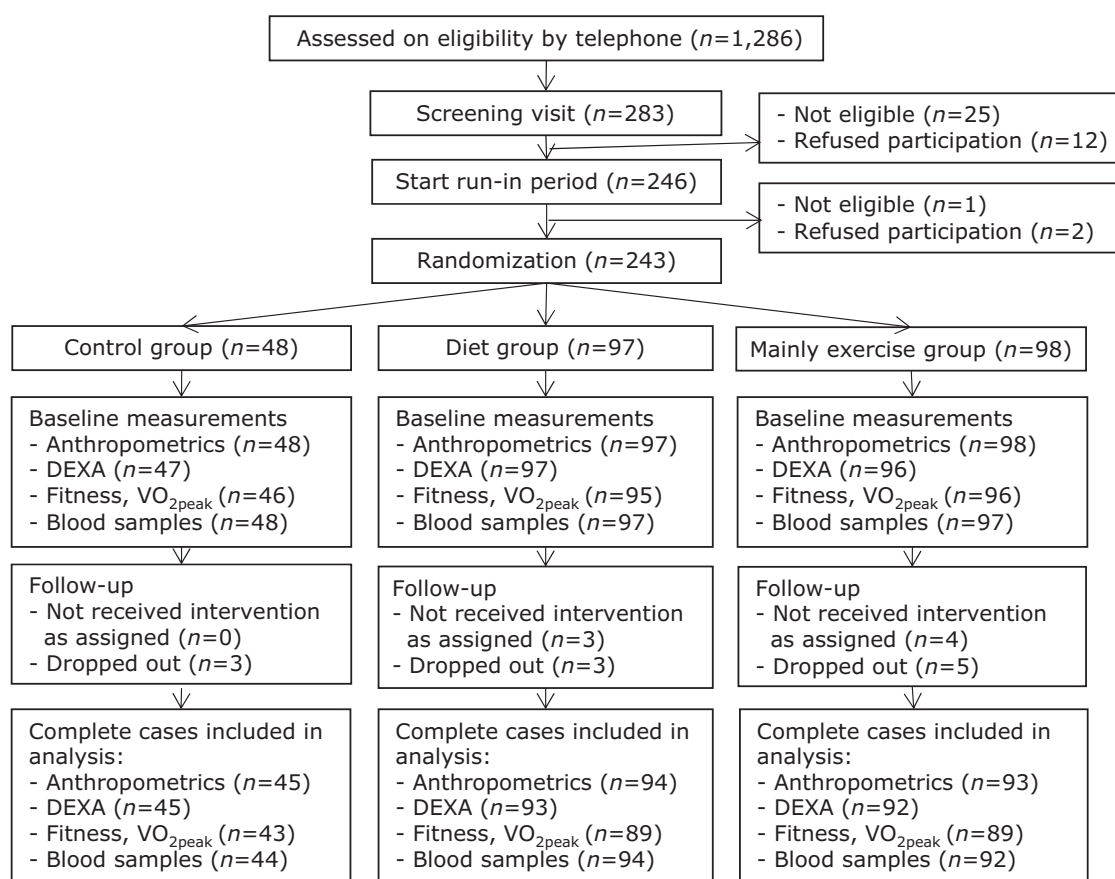 Assessed on eligibility by telephone (n=1,286)
Screening visit (n=283)
- Not eligible (n=25)
- Refused participation (n=12)
Start run-in period (n=246)
- Not eligible (n=1)
- Refused participation (n=2)
Randomization (n=243)
Control group (n=48)
Baseline measurements
- Anthropometrics (n=48)
- DEXA (n=47)
- Fitness, VO2peak (n=46)
- Blood samples (n=48)
Follow-up
- Not received intervention
as assigned (n=0)
- Dropped out (n=3)
Complete cases included in
analysis:
- Anthropometrics (n=45)
- DEXA (n=45)
- Fitness, VO2peak (n=43)
- Blood samples (n=44)
Diet group (n=97)
Baseline measurements
- Anthropometrics (n=97)
- DEXA (n=97)
- Fitness, VO2peak (n=95)
- Blood samples (n=97)
Follow-up
- Not received intervention
as assigned (n=3)
- Dropped out (n=3)
Complete cases included in
analysis:
- Anthropometrics (n=94)
- DEXA (n=93)
- Fitness, VO2peak (n=89)
- Blood samples (n=94)
Mainly exercise group (n=98)
Baseline measurements
- Anthropometrics (n=98)
- DEXA (n=96)
- Fitness, VO2peak (n=96)
- Blood samples (n=97)
Follow-up
- Not received intervention
as assigned (n=4)
- Dropped out (n=5)
Complete cases included in
analysis:
- Anthropometrics (n=93)
- DEXA (n=92)
- Fitness, VO2peak (n=89)
- Blood samples (n=92)